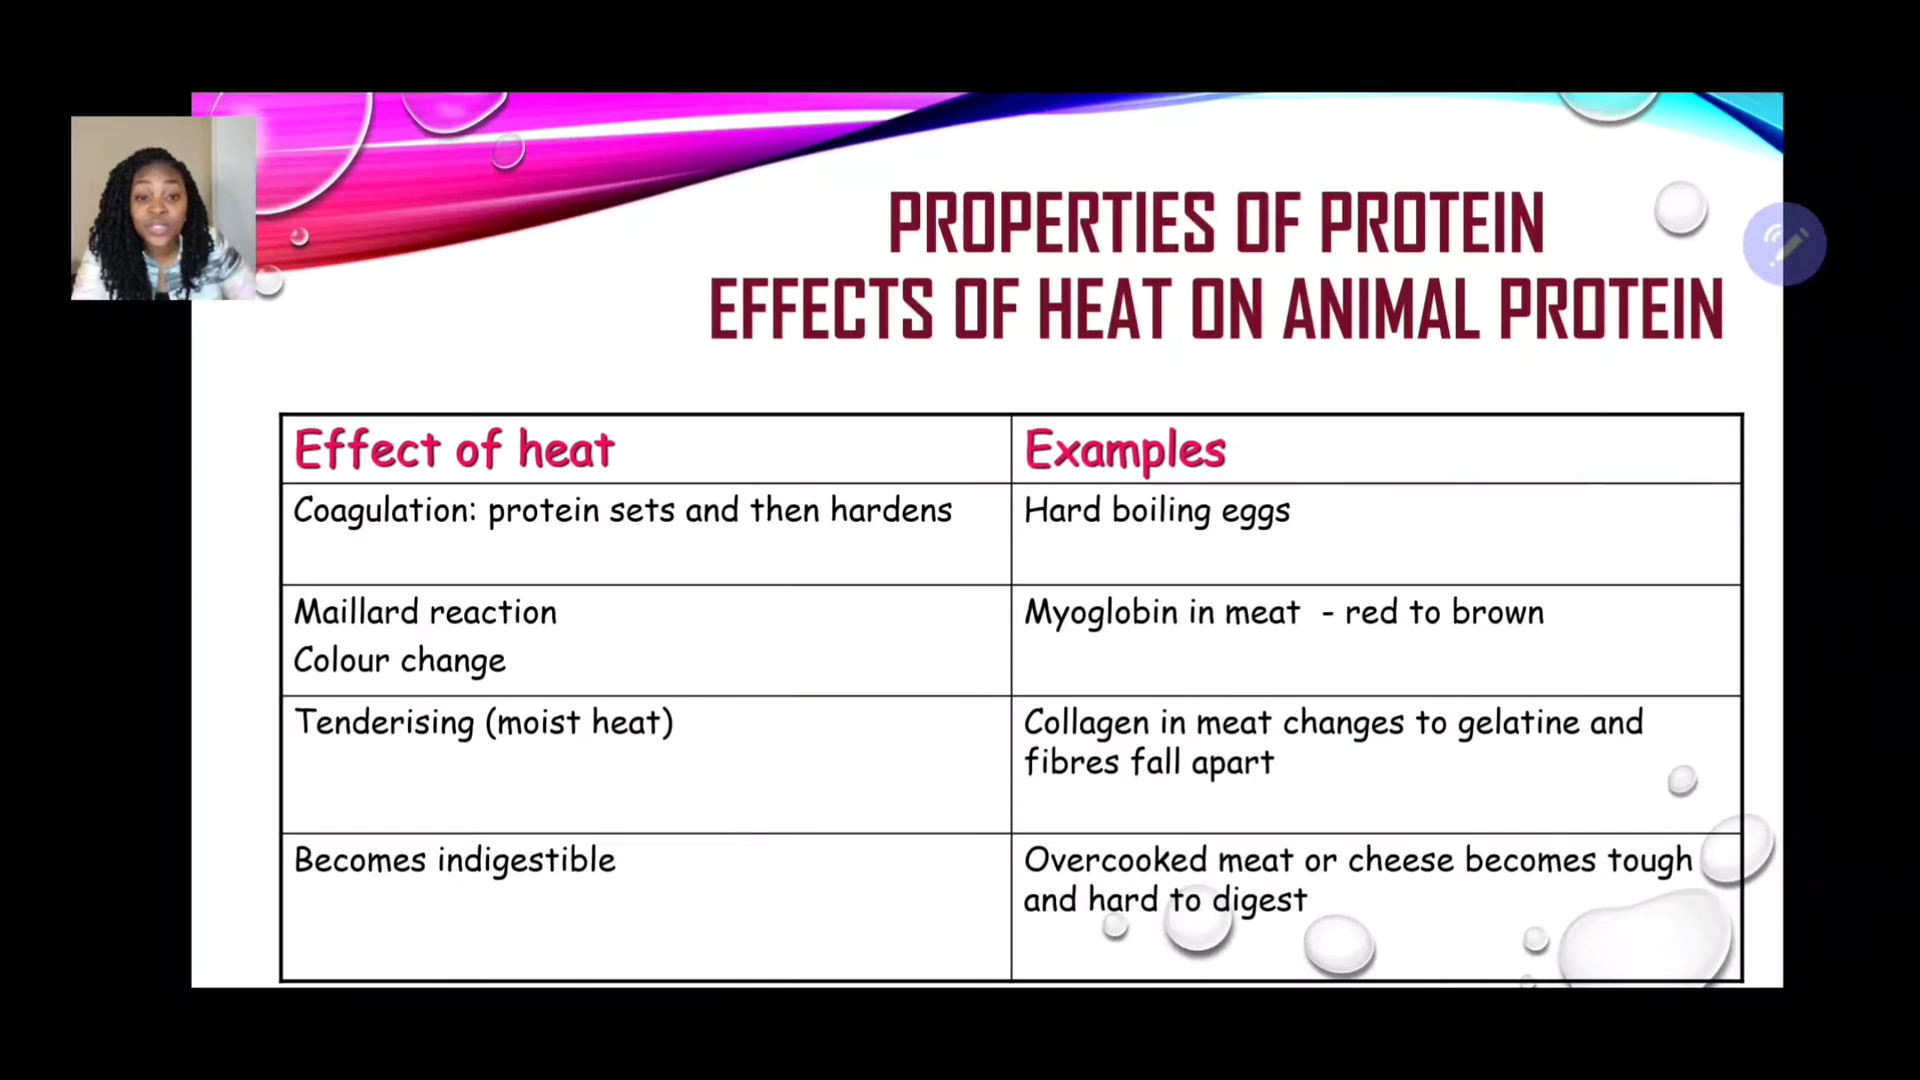 PROPERTIES OF PROTEIN
EFFECTS OF HEAT ON ANIMAL PROTEIN
Effect of heat
Examples
Coagulation: protein sets and then hardens
Hard boiling eggs
Maillard reaction
Colour change
Myoglobin in meat - red to brown
Tenderising (moist heat)
Collagen in meat changes to gelatine and
fibres fall apart
Becomes indigestible
Overcooked meat or cheese becomes tough
and hard to digest